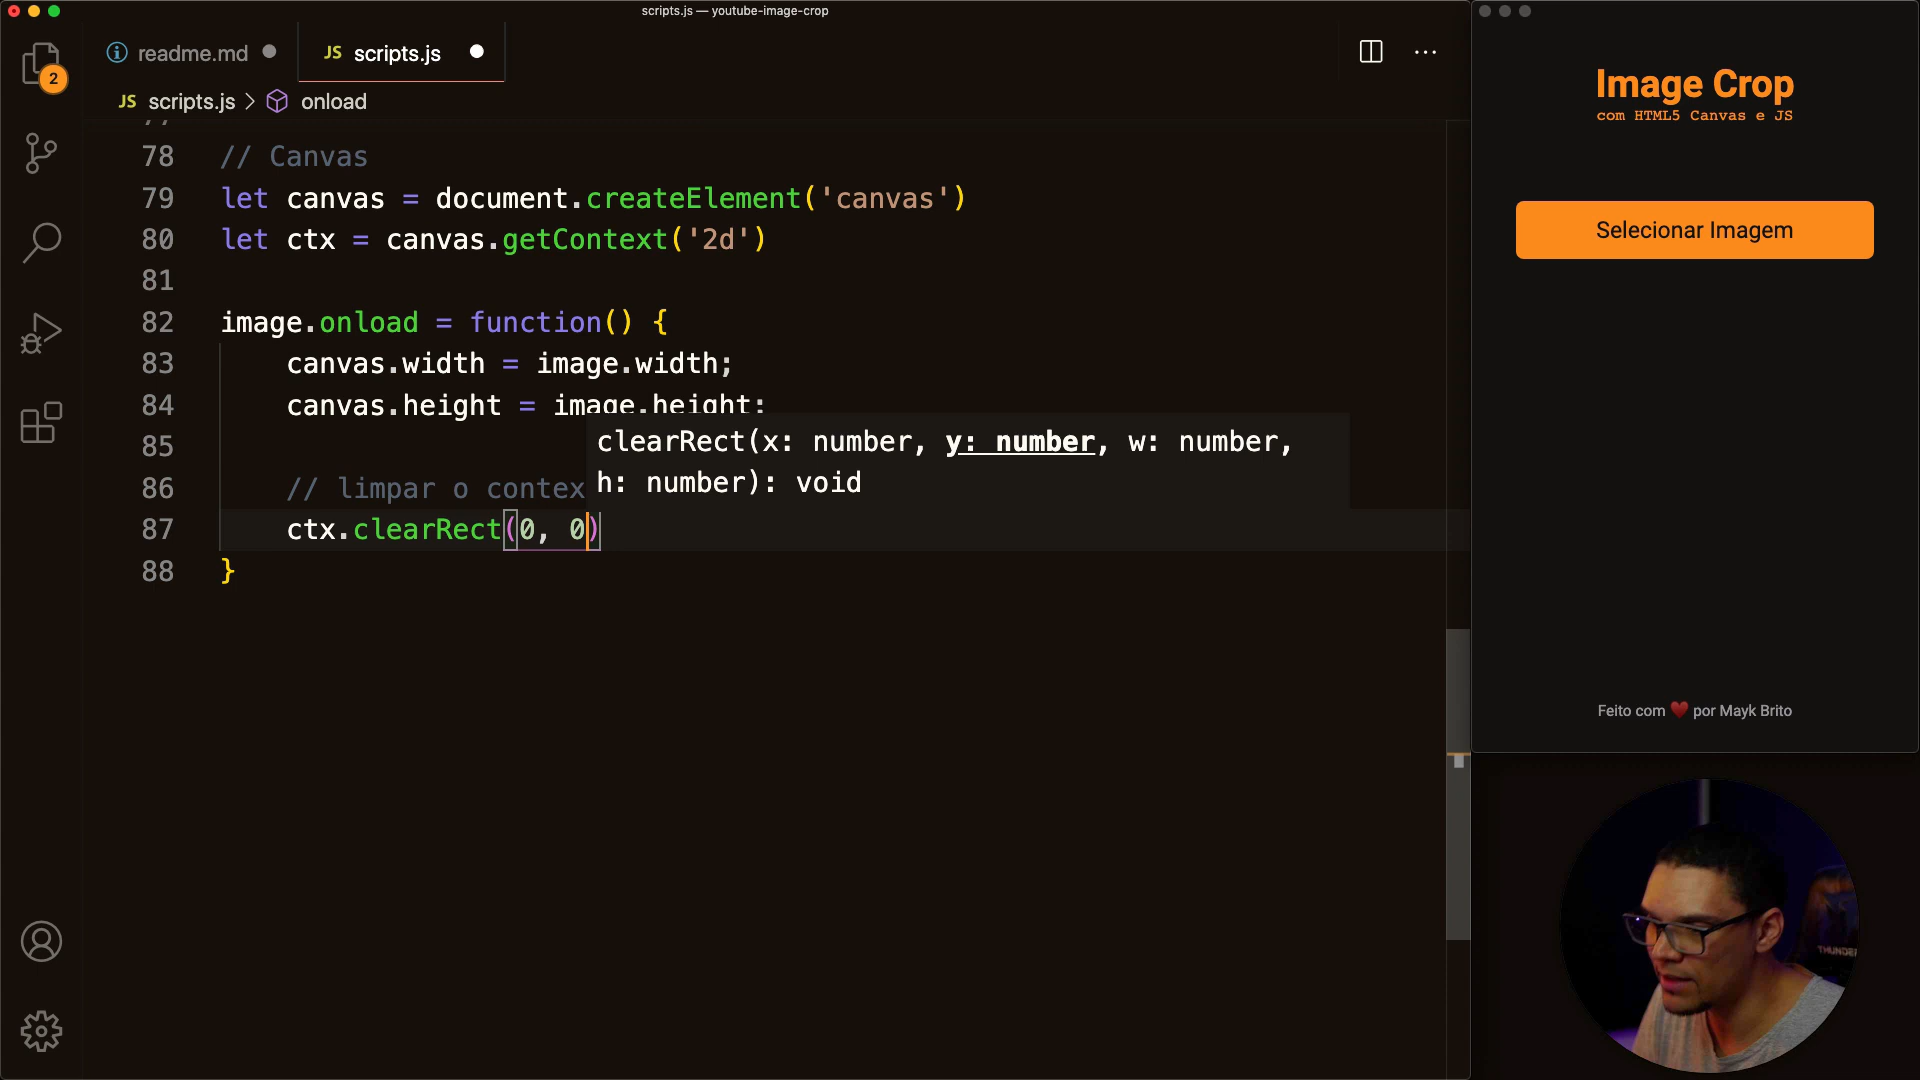 scripts.js — youtube-image-crop
readme.md
JS scripts.js
2
JS scripts.js > onload
78 // Canvas
79 let canvas = document.createElement('canvas')
80 let ctx = canvas.getContext('2d')
81
82 image.onload = function() {
83 canvas.width = image.width;
84 canvas.height = image.height;
85
86 // limpar o contex
87 ctx.clearRect(0, 0)
88 }
clearRect(x: number, y: number, w: number,
h: number): void
Image Crop
com HTML5 Canvas e JS
Selecionar Imagem
Feito com ❤️ por Mayk Brito
THUNDER